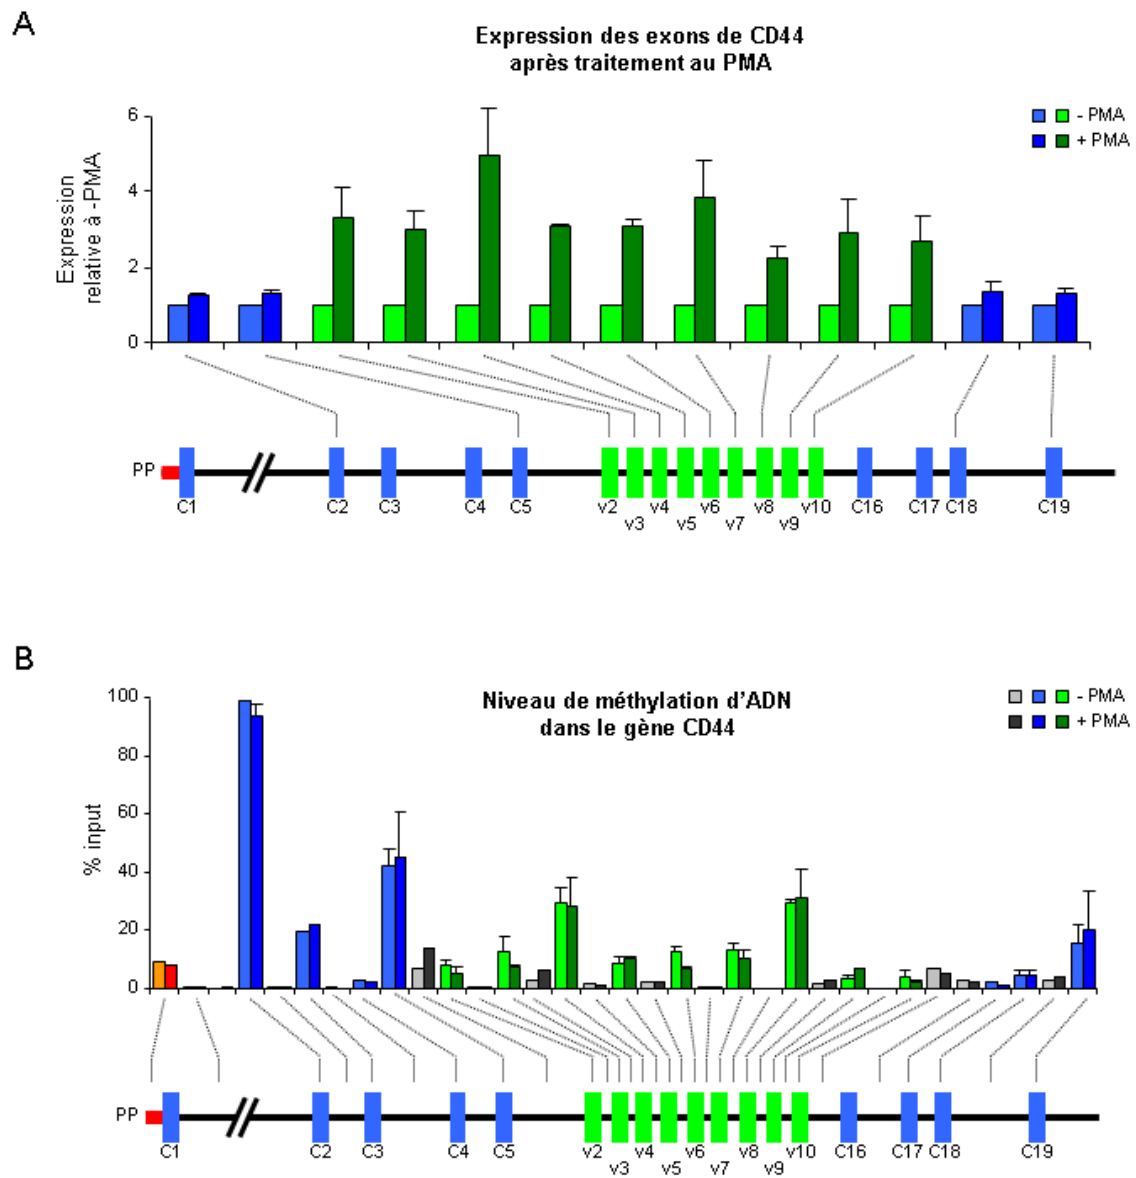 A
Expression des exons de CD44
après traitement au PMA
6
4
2
0
Expression
relative à -PMA
- PMA
+ PMA
PP
C1
C2
C3
C4
C5
v2
v3
v4
v5
v6
v7
v8
v9
v10
C16
C17
C18
C19
B
Niveau de méthylation d'ADN
dans le gène CD44
100
80
60
40
20
0
% input
- PMA
+ PMA
PP
C1
C2
C3
C4
C5
v2
v3
v4
v5
v6
v7
v8
v9
v10
C16
C17
C18
C19